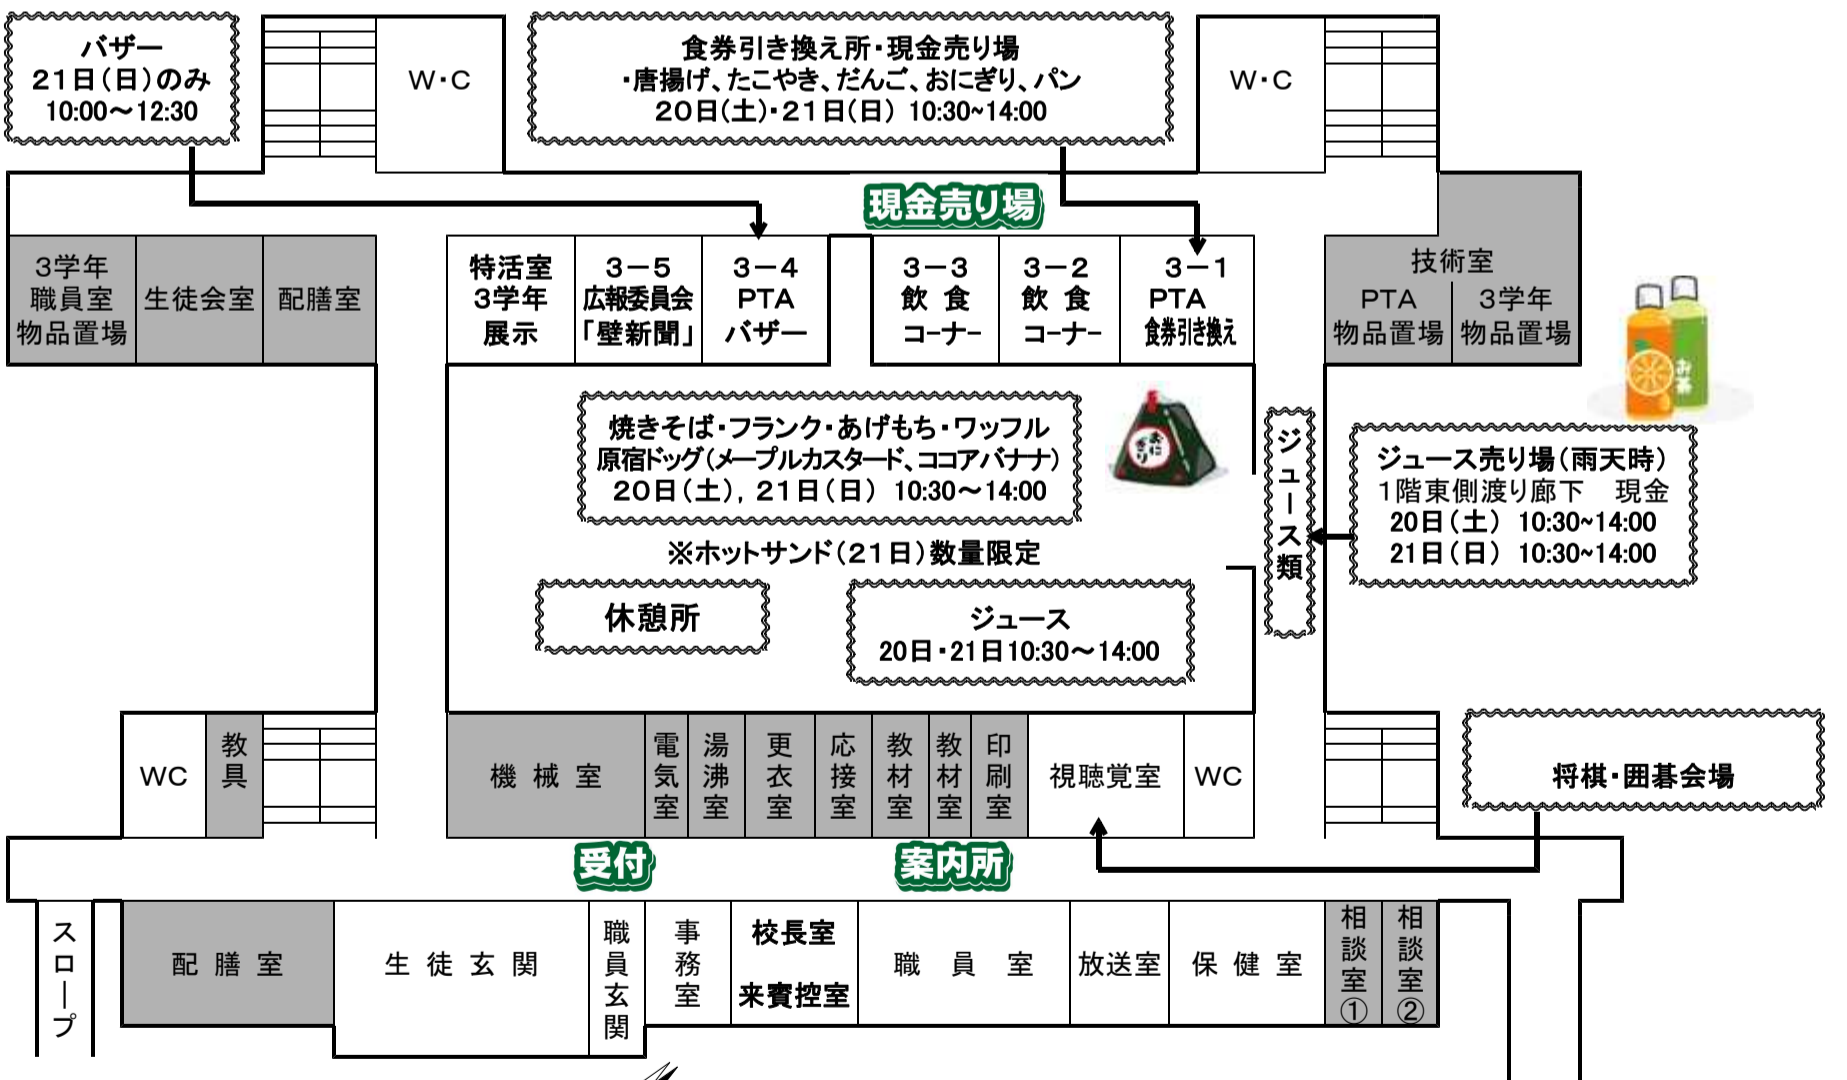 バザー
21日(日)のみ
10:00~12:30
W・C
食券引き換え所・現金売り場
・唐揚げ、たこやき、だんご、おにぎり、パン
20日(土)・21日(日) 10:30~14:00
W・C
現金売り場
3学年
職員室
物品置場
生徒会室
配膳室
特活室
3学年
展示
3-5
広報委員会
「壁新聞」
3-4
PTA
バザー
3-3
飲 食
コーナー
3-2
飲 食
コーナー
3-1
PTA
食券引き換え
技術室
PTA
物品置場
3学年
物品置場
お茶
おにぎり
焼きそば・フランク・あげもち・ワッフル
原宿ドッグ(メープルカスタード、ココアバナナ)
20日(土), 21日(日) 10:30~14:00
※ホットサンド(21日)数量限定
休憩所
ジュース
20日・21日10:30~14:00
ジュース類
ジュース売り場(雨天時)
1階東側渡り廊下 現金
20日(土) 10:30~14:00
21日(日) 10:30~14:00
WC
教具
機 械 室
電気室
湯沸室
更衣室
応接室
教材室
教材室
印刷室
視聴覚室
WC
将棋・囲碁会場
受付
案内所
スロープ
配 膳 室
生 徒 玄 関
職員玄関
事務室
校長室
来賓控室
職 員 室
放送室
保 健 室
相談室①
相談室②